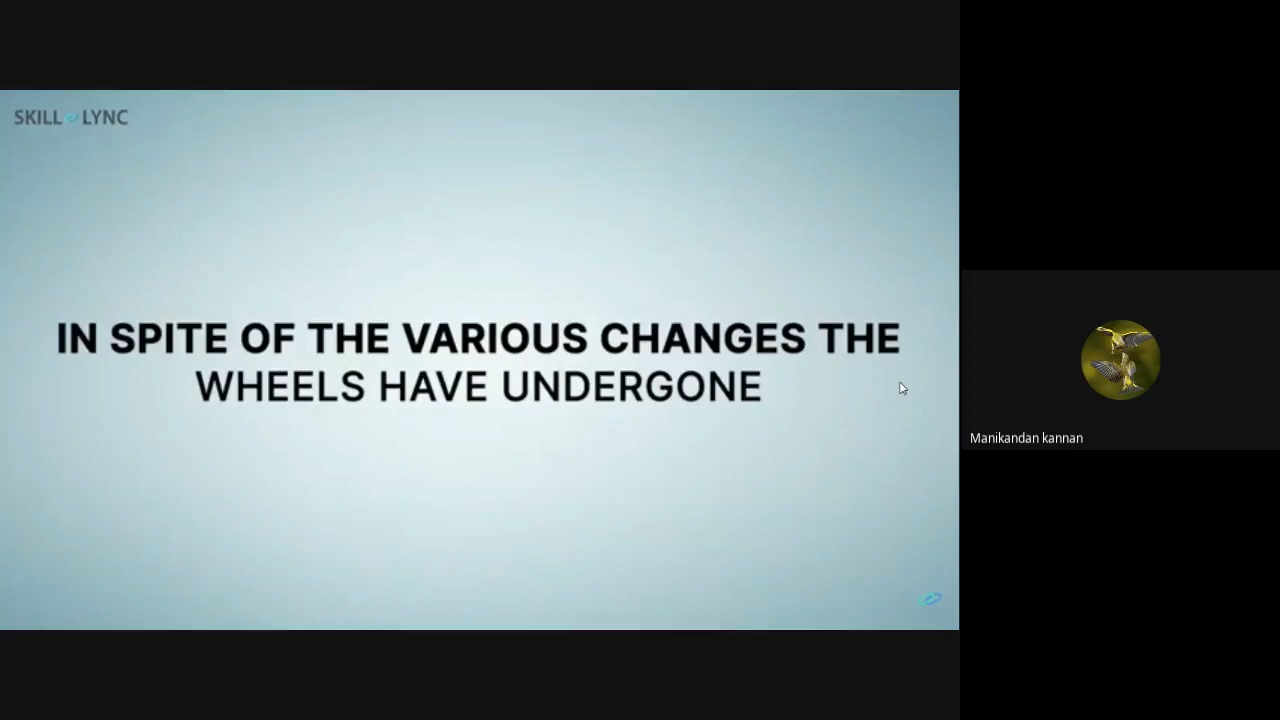 SKILL LYNC
IN SPITE OF THE VARIOUS CHANGES THE
WHEELS HAVE UNDERGONE
Manikandan kannan